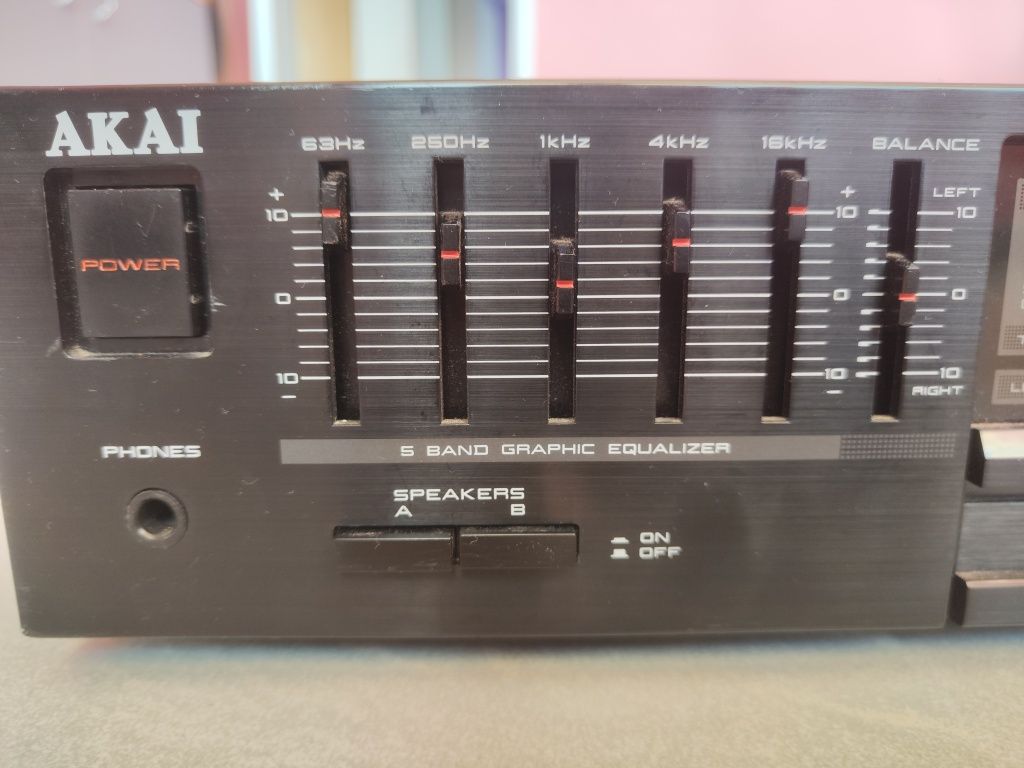 AKAI
63Hz 250Hz 1kHz 4kHz 16kHz BALANCE
+ + LEFT
10 10 10
POWER
0 0 0
10 10 10
- - RIGHT
5 BAND GRAPHIC EQUALIZER
PHONES
SPEAKERS
A B
ON
OFF